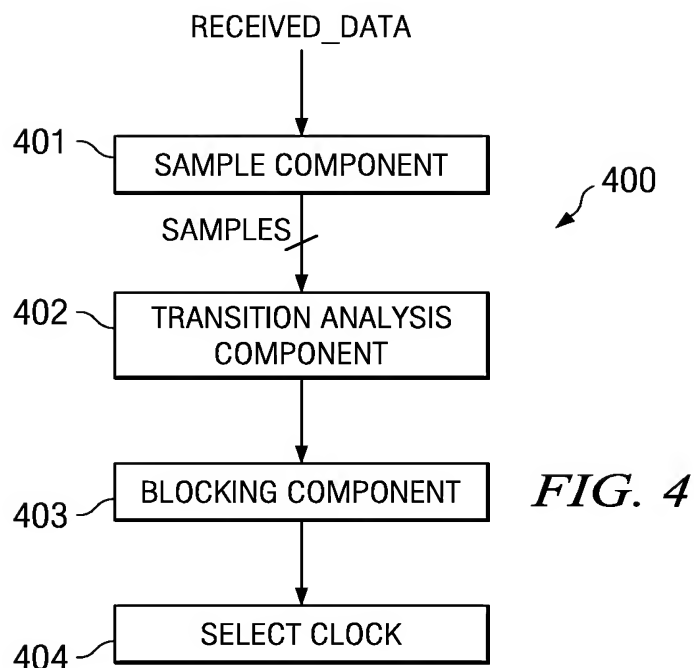 RECEIVED_DATA
401
SAMPLE COMPONENT
400
SAMPLES
402
TRANSITION ANALYSIS
COMPONENT
403
BLOCKING COMPONENT
FIG. 4
404
SELECT CLOCK